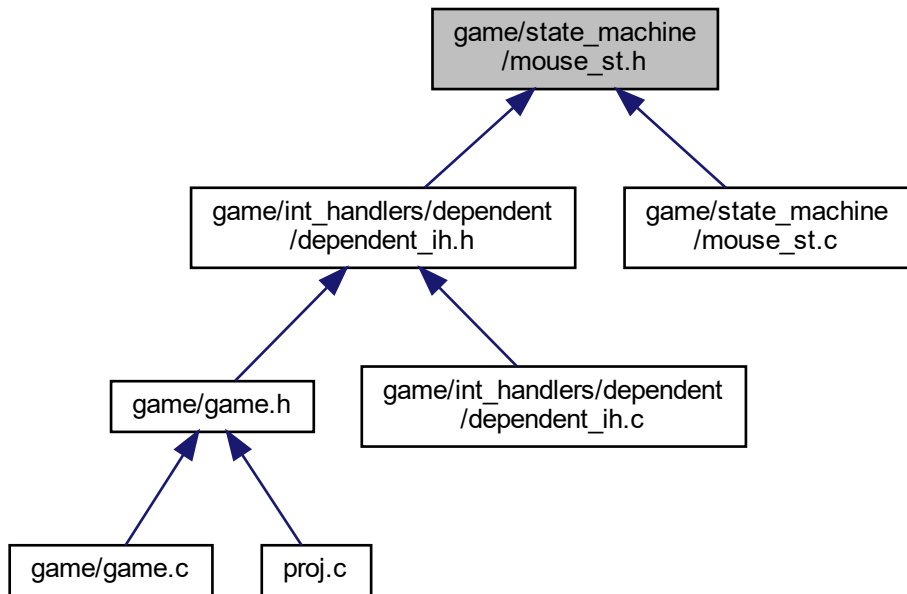 game/state_machine
/mouse_st.h
game/int_handlers/dependent
/dependent_ih.h
game/state_machine
/mouse_st.c
game/game.h
game/int_handlers/dependent
/dependent_ih.c
game/game.c
proj.c